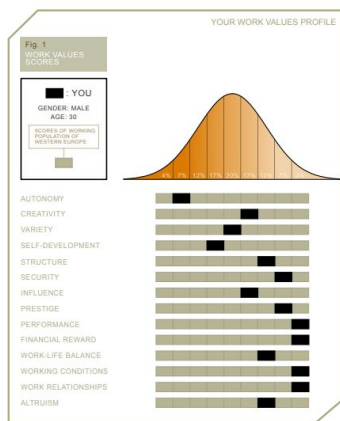 YOUR WORK VALUES PROFILE
Fig. 1
WORK VALUES
SCORES
: YOU
GENDER: MALE
AGE: 30
SCORES OF WORKING
POPULATION OF
WESTERN EUROPE
4% 7% 12% 17% 20% 17% 12% 7%
AUTONOMY
CREATIVITY
VARIETY
SELF-DEVELOPMENT
STRUCTURE
SECURITY
INFLUENCE
PRESTIGE
PERFORMANCE
FINANCIAL REWARD
WORK-LIFE BALANCE
WORKING CONDITIONS
WORK RELATIONSHIPS
ALTRUISM